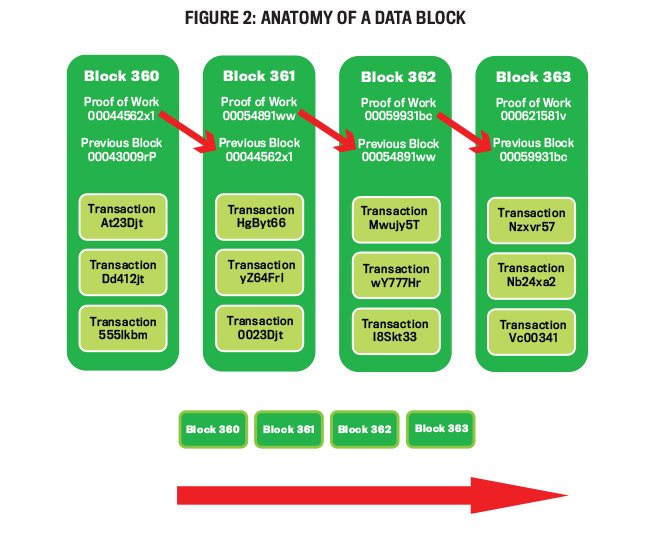 FIGURE 2: ANATOMY OF A DATA BLOCK
Block 360
Proof of Work
00044562x1
Previous Block
00043009rP
Transaction
At23Djt
Transaction
Dd412jt
Transaction
555lkbm
Block 361
Proof of Work
00054891ww
Previous Block
00044562x1
Transaction
HgByt66
Transaction
yZ64Frl
Transaction
0023Djt
Block 362
Proof of Work
00059931bc
Previous Block
00054891ww
Transaction
Mwujy5T
Transaction
wY777Hr
Transaction
I8Skt33
Block 363
Proof of Work
000621581v
Previous Block
00059931bc
Transaction
Nzxvr57
Transaction
Nb24xa2
Transaction
Vc00341
Block 360
Block 361
Block 362
Block 363